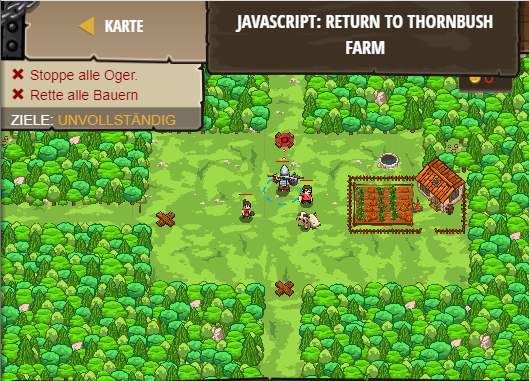 KARTE
JAVASCRIPT: RETURN TO THORNBUSH
FARM
Stoppe alle Oger.
Rette alle Bauern
ZIELE: UNVOLLSTÄNDIG